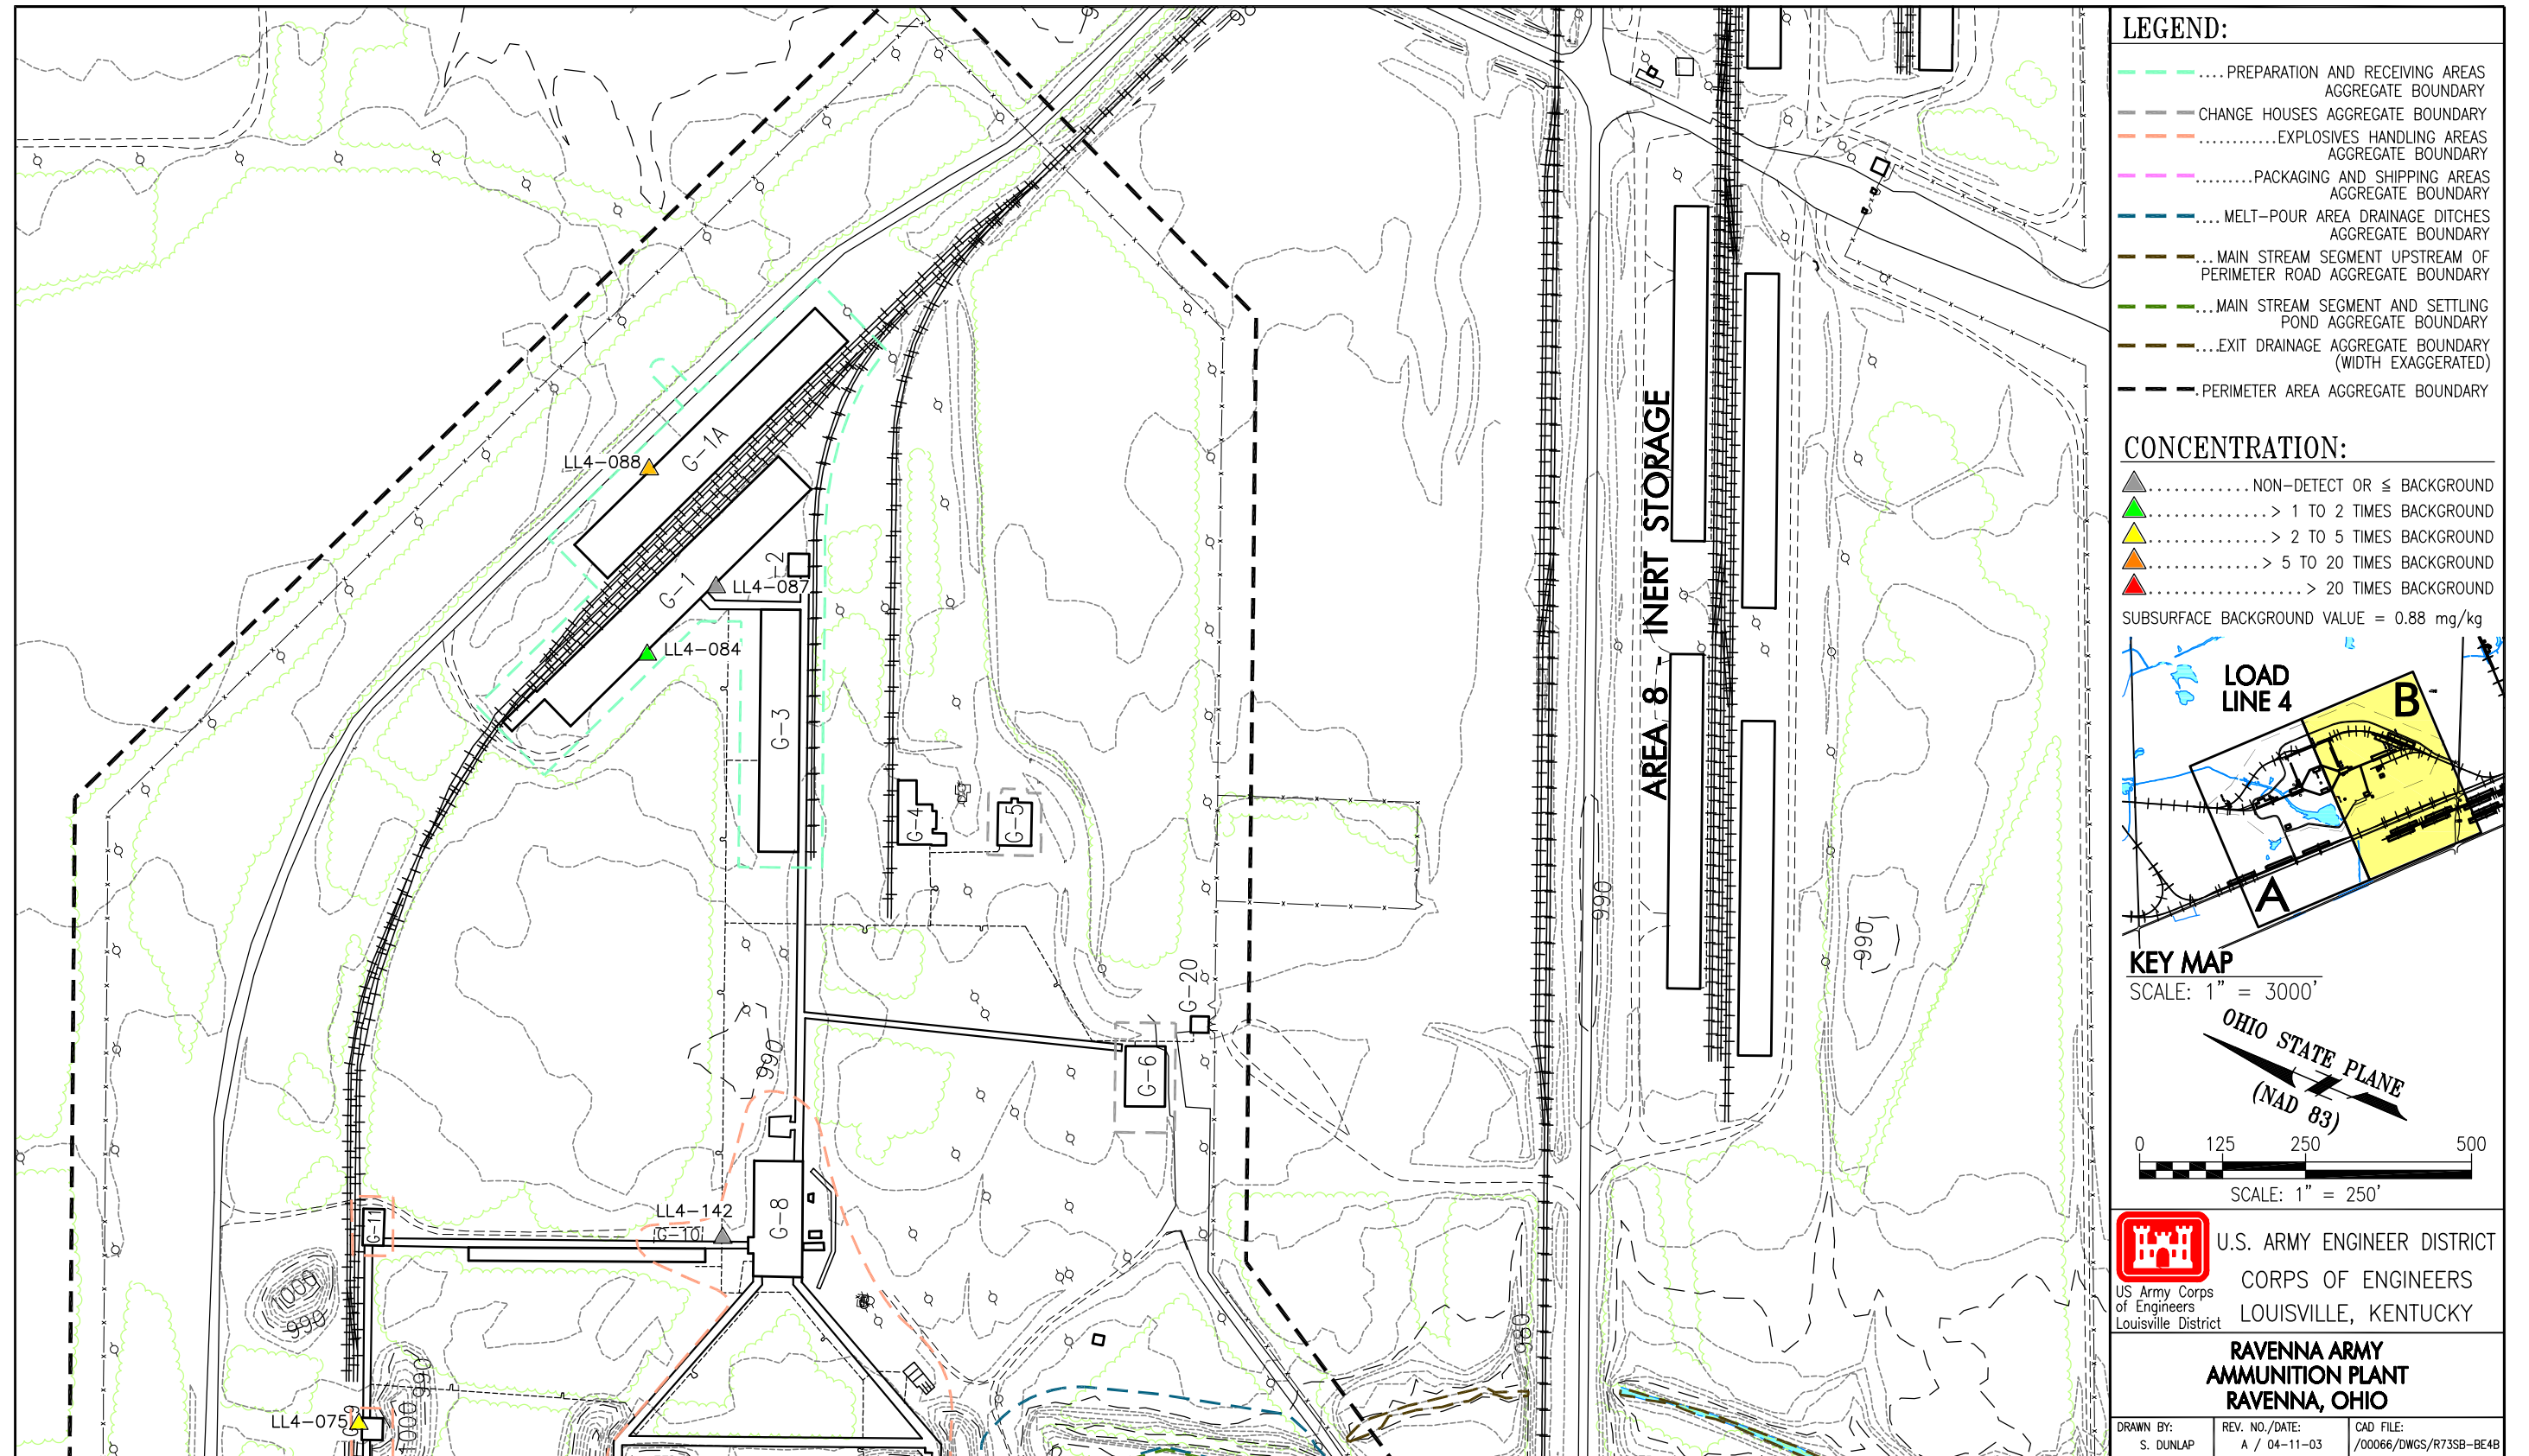 LEGEND:
....PREPARATION AND RECEIVING AREAS
AGGREGATE BOUNDARY
CHANGE HOUSES AGGREGATE BOUNDARY
............EXPLOSIVES HANDLING AREAS
AGGREGATE BOUNDARY
.........PACKAGING AND SHIPPING AREAS
AGGREGATE BOUNDARY
.... MELT-POUR AREA DRAINAGE DITCHES
AGGREGATE BOUNDARY
... MAIN STREAM SEGMENT UPSTREAM OF
PERIMETER ROAD AGGREGATE BOUNDARY
...MAIN STREAM SEGMENT AND SETTLING
POND AGGREGATE BOUNDARY
....EXIT DRAINAGE AGGREGATE BOUNDARY
(WIDTH EXAGGERATED)
. PERIMETER AREA AGGREGATE BOUNDARY
CONCENTRATION:
............NON-DETECT OR ≤ BACKGROUND
..............> 1 TO 2 TIMES BACKGROUND
..............> 2 TO 5 TIMES BACKGROUND
.............> 5 TO 20 TIMES BACKGROUND
..................> 20 TIMES BACKGROUND
SUBSURFACE BACKGROUND VALUE = 0.88 mg/kg
LOAD
LINE 4
B
A
KEY MAP
SCALE: 1" = 3000'
OHIO STATE PLANE
(NAD 83)
0 125 250 500
SCALE: 1" = 250'
US Army Corps
of Engineers
Louisville District
U.S. ARMY ENGINEER DISTRICT
CORPS OF ENGINEERS
LOUISVILLE, KENTUCKY
RAVENNA ARMY
AMMUNITION PLANT
RAVENNA, OHIO
DRAWN BY:
S. DUNLAP
REV. NO./DATE:
A / 04-11-03
CAD FILE:
/00066/DWGS/R73SB-BE4B
LL4-088
G-1A
LL4-087
G-1
LL4-084
G-3
G-4
G-5
AREA 8 - INERT STORAGE
990
990
G-20
G-6
990
LL4-142
G-10
G-8
G-11
1000
990
980
990
1000
LL4-075